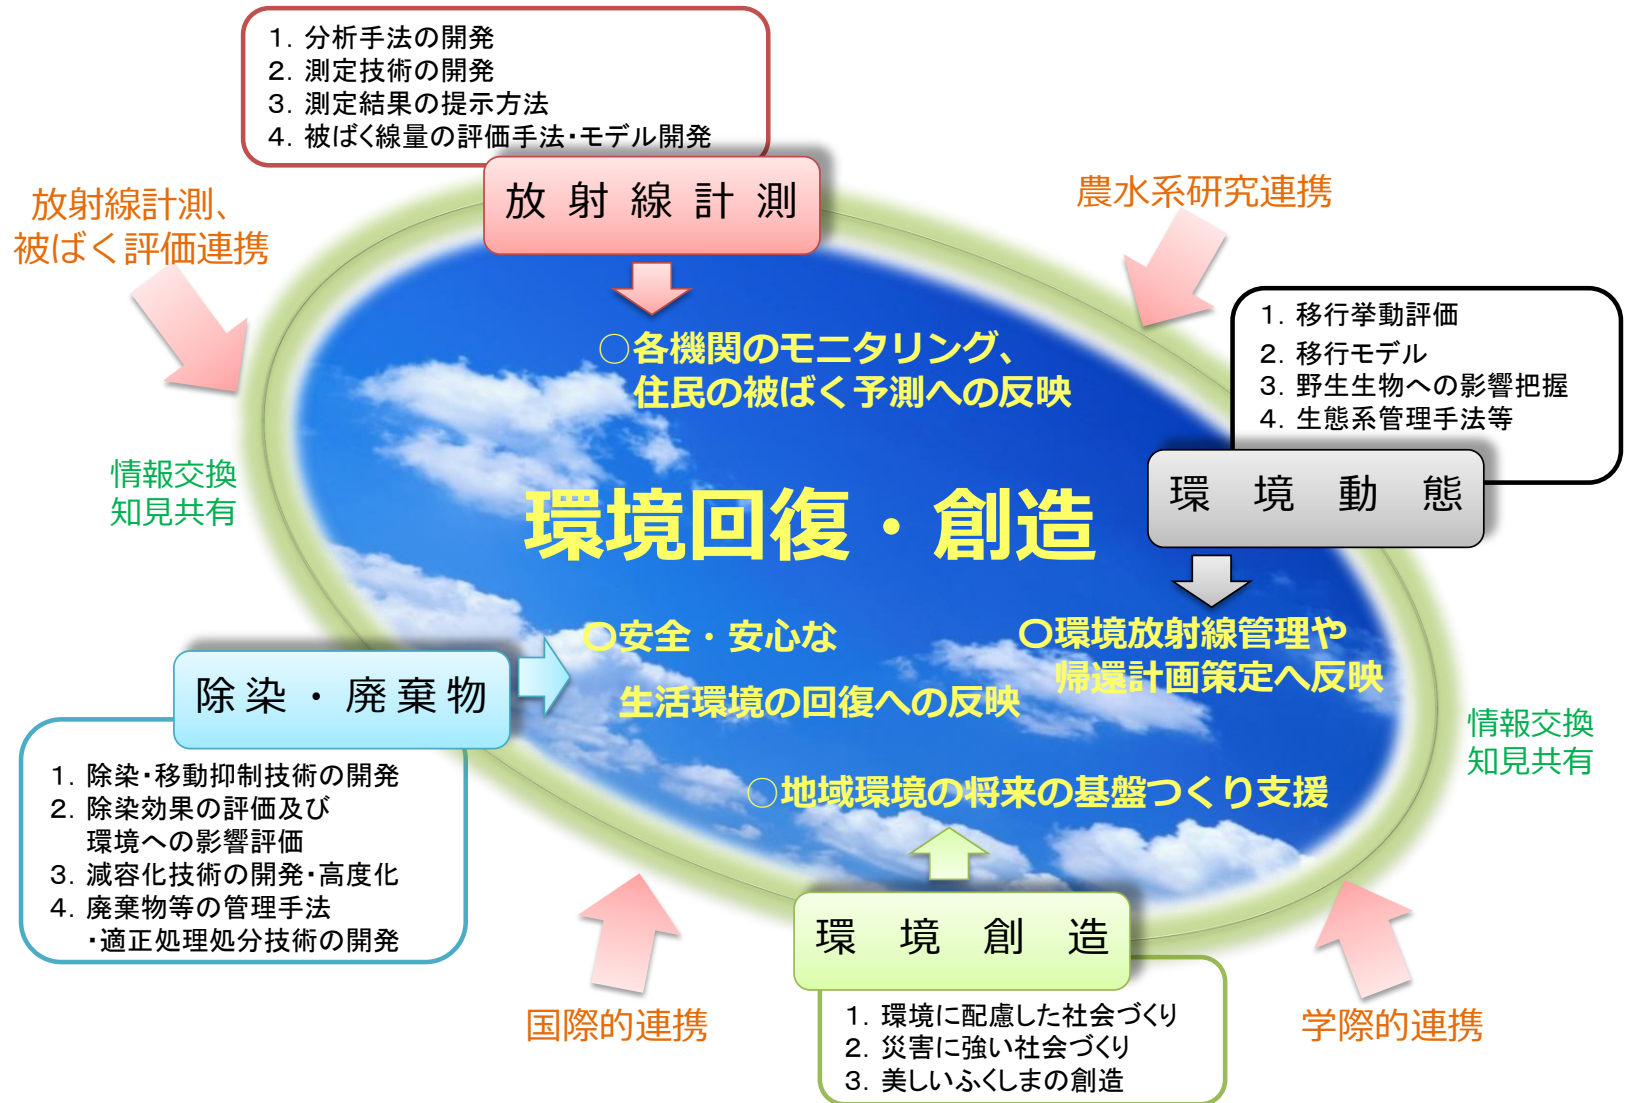 1. 分析手法の開発
2. 測定技術の開発
3. 測定結果の提示方法
4. 被ばく線量の評価手法・モデル開発
放射線計測
放射線計測、
被ばく評価連携
農水系研究連携
1. 移行挙動評価
2. 移行モデル
3. 野生生物への影響把握
4. 生態系管理手法等
環境動態
○各機関のモニタリング、
住民の被ばく予測への反映
情報交換
知見共有
環境回復・創造
○安全・安心な
生活環境の回復への反映
○環境放射線管理や
帰還計画策定へ反映
除染・廃棄物
1. 除染・移動抑制技術の開発
2. 除染効果の評価及び
環境への影響評価
3. 減容化技術の開発・高度化
4. 廃棄物等の管理手法
・適正処理処分技術の開発
情報交換
知見共有
○地域環境の将来の基盤つくり支援
環境創造
1. 環境に配慮した社会づくり
2. 災害に強い社会づくり
3. 美しいふくしまの創造
国際的連携
学際的連携